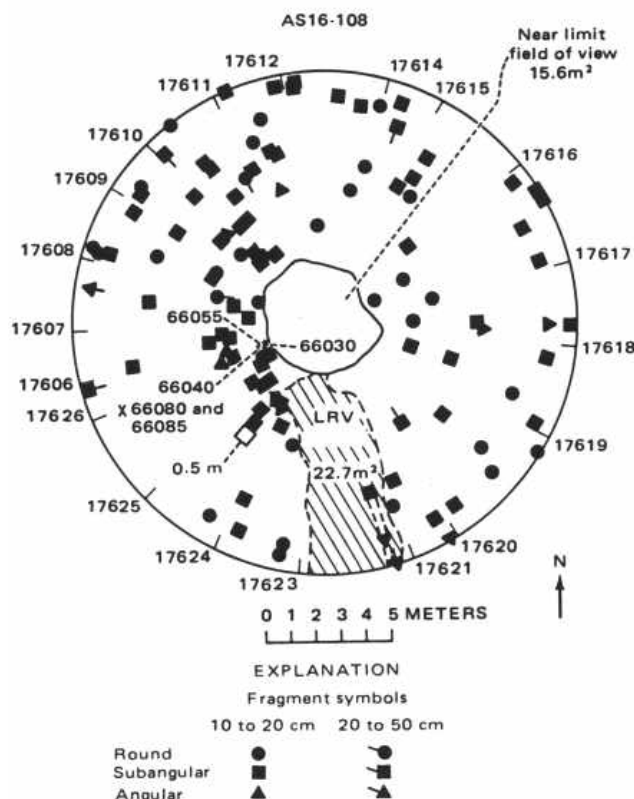 AS16-108
Near limit
field of view
15.6m²
17612
17614
17611
17615
17610
17616
17609
17608
17617
17607
66055
66030
17618
17606
66040
17626
x 66080 and
66085
LRV
17619
0.5 m
22.7m²
17625
17624
17620
17623
17621
N
0 1 2 3 4 5 METERS
EXPLANATION
Fragment symbols
10 to 20 cm 20 to 50 cm
Round
Subangular
Angular